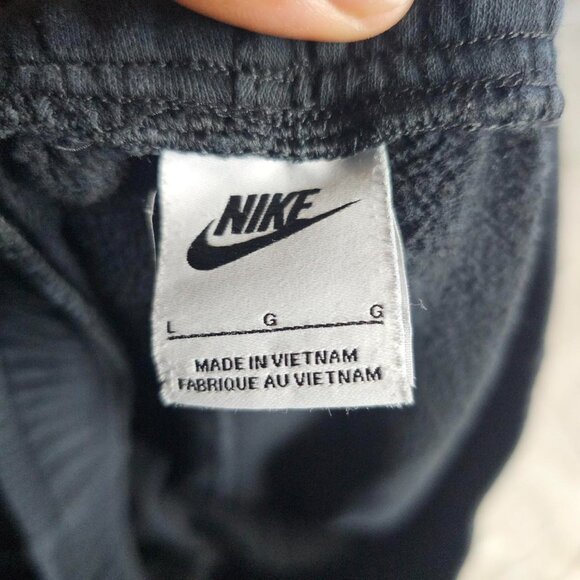 NIKE
L G G
MADE IN VIETNAM
FABRIQUE AU VIETNAM